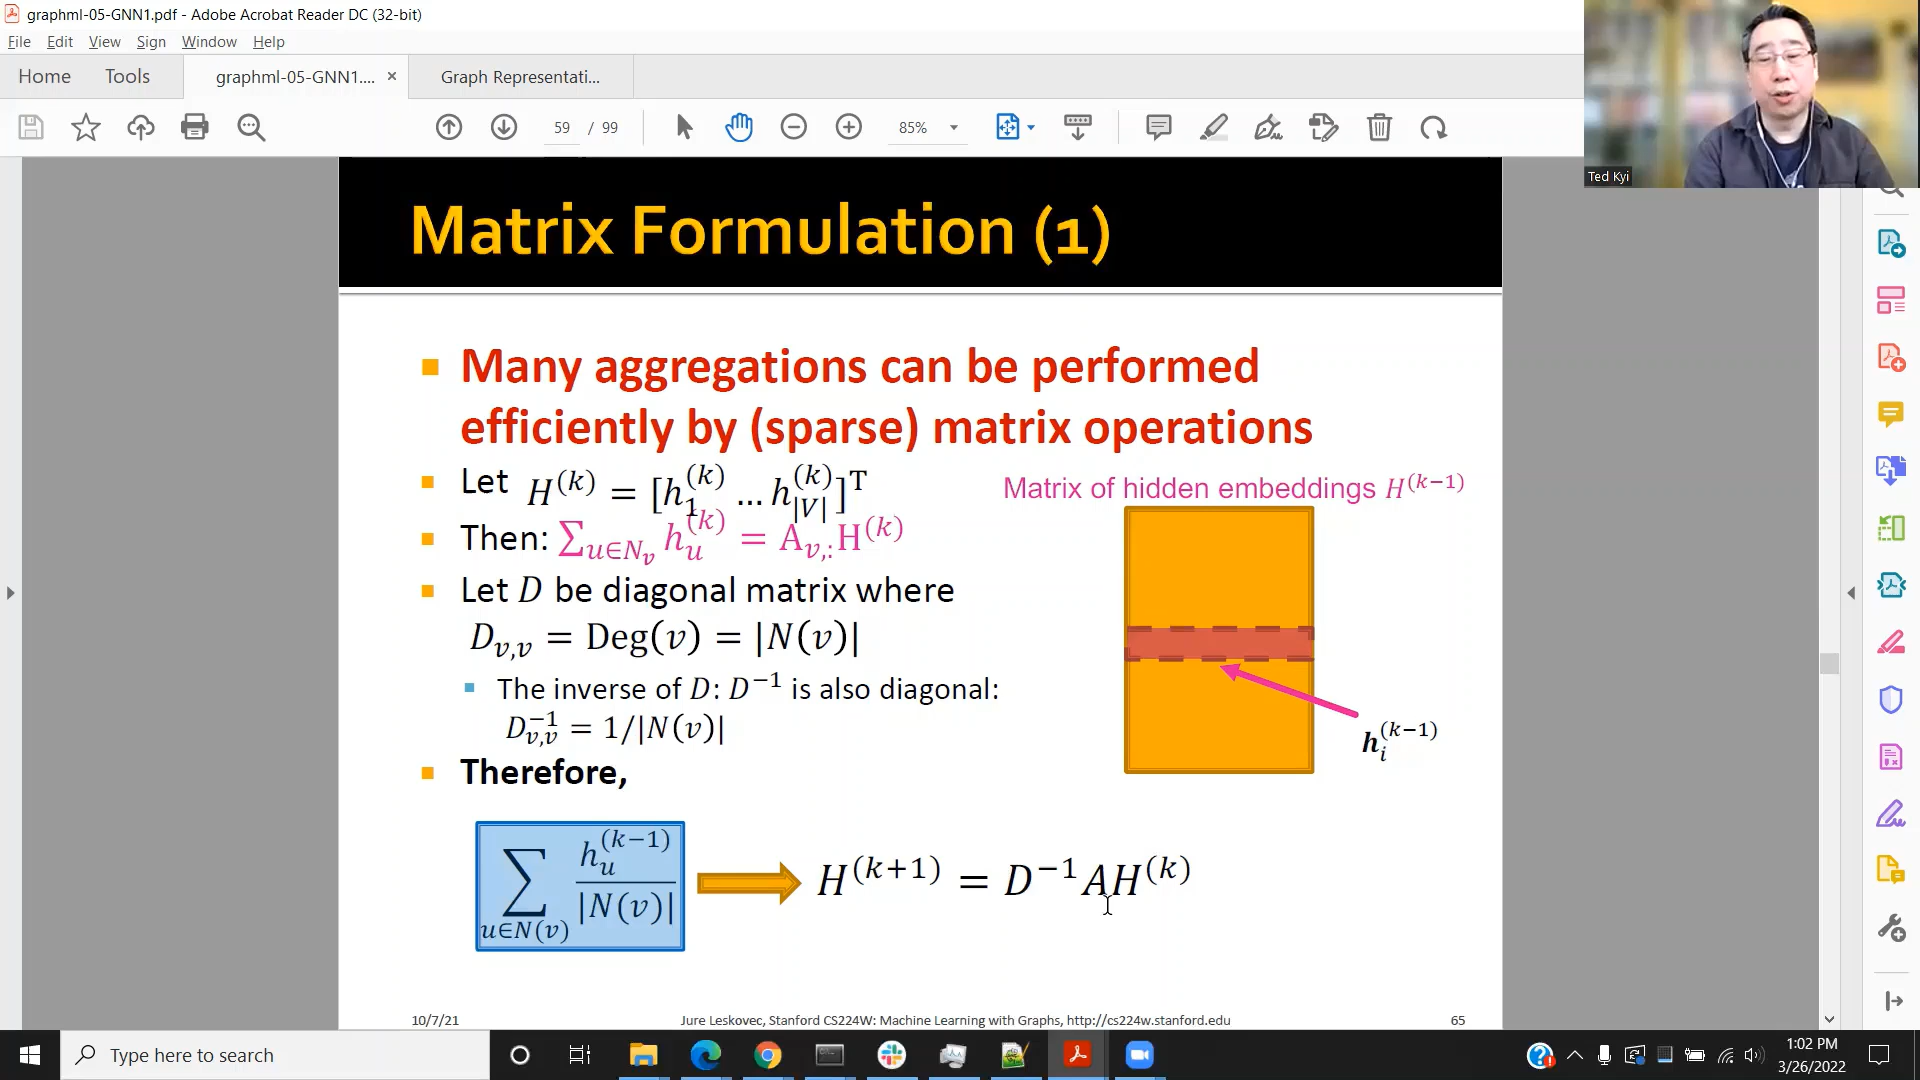 graphml-05-GNN1.pdf - Adobe Acrobat Reader DC (32-bit)
File Edit View Sign Window Help
Home Tools graphml-05-GNN1.... × Graph Representati...
59 / 99 85%
Ted Kyi
Matrix Formulation (1)
Many aggregations can be performed
efficiently by (sparse) matrix operations
Let H^(k) = [h_1^(k) … h_|V|^(k)]^T
Matrix of hidden embeddings H^(k−1)
Then: ∑_{u∈N_v} h_u^(k) = A_{v,:}H^(k)
Let D be diagonal matrix where
D_{v,v} = Deg(v) = |N(v)|
The inverse of D: D^−1 is also diagonal:
D_{v,v}^−1 = 1/|N(v)|
h_i^(k−1)
Therefore,
∑_{u∈N(v)} h_u^(k−1) / |N(v)|
H^(k+1) = D^−1 A H^(k)
10/7/21 Jure Leskovec, Stanford CS224W: Machine Learning with Graphs, http://cs224w.stanford.edu 65
Type here to search
1:02 PM
3/26/2022